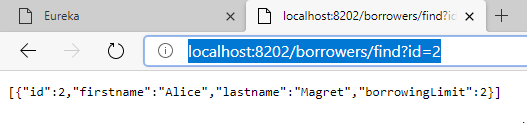 Eureka
localhost:8202/borrowers/find?id
localhost:8202/borrowers/find?id=2
[{"id":2,"firstname":"Alice","lastname":"Magret","borrowingLimit":2}]